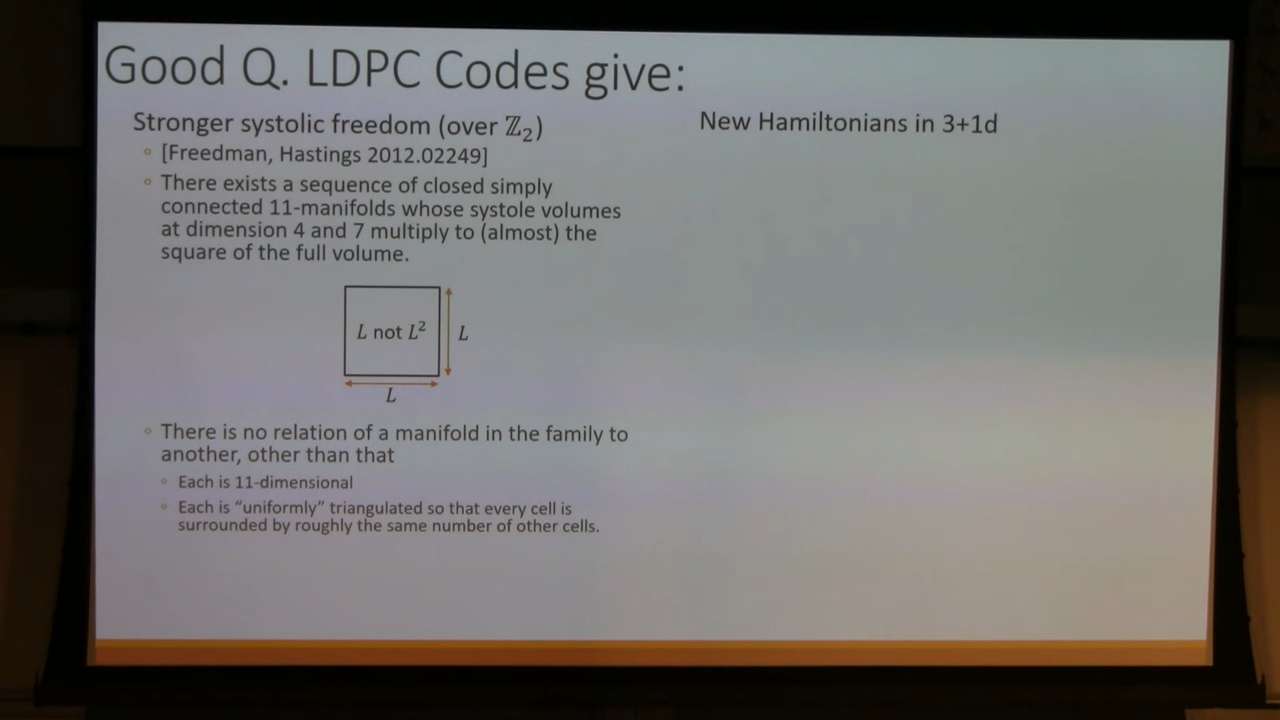 Good Q. LDPC Codes give:
Stronger systolic freedom (over ℤ₂)
◦ [Freedman, Hastings 2012.02249]
◦ There exists a sequence of closed simply
connected 11-manifolds whose systole volumes
at dimension 4 and 7 multiply to (almost) the
square of the full volume.
L not L²
L
L
◦ There is no relation of a manifold in the family to
another, other than that
◦ Each is 11-dimensional
◦ Each is “uniformly” triangulated so that every cell is
surrounded by roughly the same number of other cells.
New Hamiltonians in 3+1d